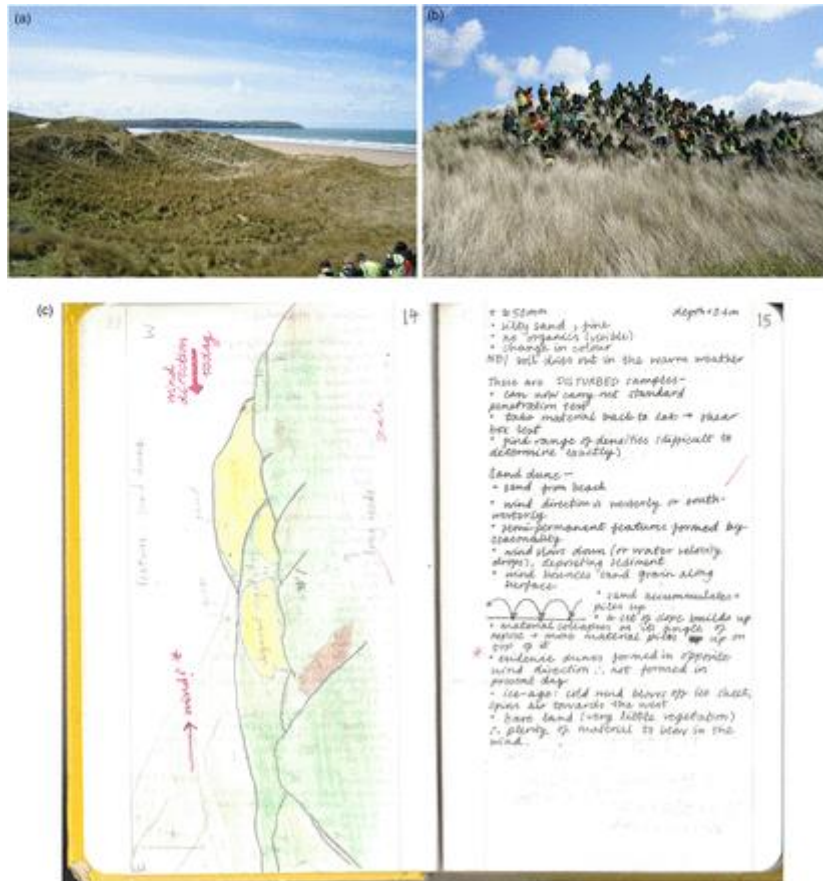 (a)
(b)
(c)
14
W
wind
direction
today
wind? *
E
15
* ≈50mm depth≈0.4m
• silty sand, fine
• no organics (visible)
• change in colour
NB/ soil dries out in the warm weather
These are DISTURBED samples -
• can now carry out standard
penetration test
• take material back to lab → shear
box test
• find range of densities (difficult to
determine exactly)
Sand dune -
• sand from beach
• wind direction is westerly or south-
westerly
• semi-permanent features formed by
seasonality
• wind slows down (or water velocity
drops), depositing sediment
• wind bounces sand grain along
surface
• sand accummulates +
piles up
• slope builds up
• material collapses on its angle of
repose → more material piles up on
top of it
* • evidence dunes formed in opposite
wind direction ∴ not formed in
present day
- ice-age: cold wind blows off ice sheet,
spins air towards the west
• bare land (very little vegetation)
∴ plenty of material to blow in the
wind.